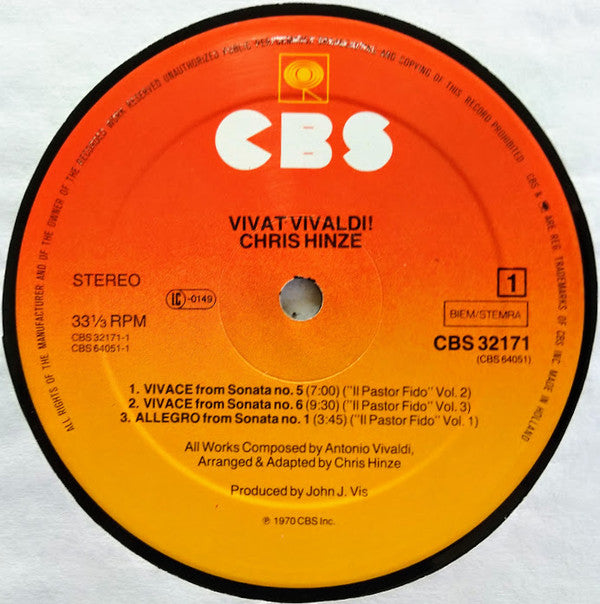 ALL RIGHTS OF THE MANUFACTURER AND OF THE OWNER OF THE RECORDED WORK RESERVED UNAUTHORIZED PUBLIC PERFORMANCE AND COPYING OF THIS RECORD PROHIBITED
CBS & ARE REG. TRADEMARKS OF CBS INC MADE IN HOLLAND
CBS
VIVAT VIVALDI!
CHRIS HINZE
STEREO
LC-0149
1
33⅓ RPM
BIEM/STEMRA
CBS 32171-1
CBS 64051-1
CBS 32171
(CBS 64051)
1. VIVACE from Sonata no. 5 (7:00) ("Il Pastor Fido" Vol. 2)
2. VIVACE from Sonata no. 6 (9:30) ("Il Pastor Fido" Vol. 3)
3. ALLEGRO from Sonata no. 1 (3:45) ("Il Pastor Fido" Vol. 1)
All Works Composed by Antonio Vivaldi,
Arranged & Adapted by Chris Hinze
Produced by John J. Vis
℗ 1970 CBS Inc.